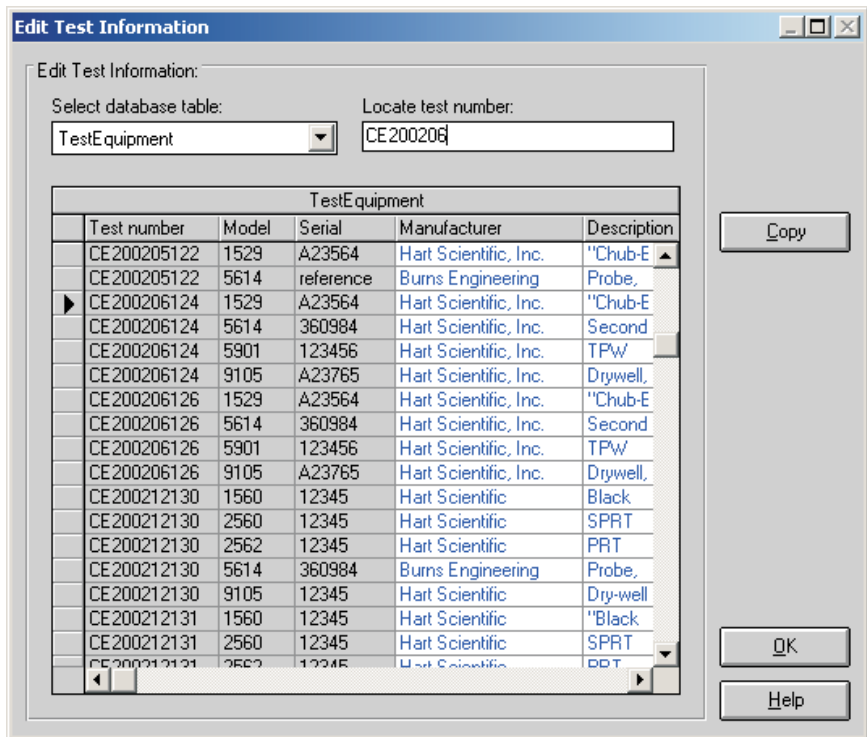 Edit Test Information
Edit Test Information:
Select database table: Locate test number:
TestEquipment CE200206
TestEquipment
Test number Model Serial Manufacturer Description
CE200205122 1529 A23564 Hart Scientific, Inc. "Chub-E
CE200205122 5614 reference Burns Engineering Probe,
CE200206124 1529 A23564 Hart Scientific, Inc. "Chub-E
CE200206124 5614 360984 Hart Scientific, Inc. Second
CE200206124 5901 123456 Hart Scientific, Inc. TPW
CE200206124 9105 A23765 Hart Scientific, Inc. Drywell,
CE200206126 1529 A23564 Hart Scientific, Inc. "Chub-E
CE200206126 5614 360984 Hart Scientific, Inc. Second
CE200206126 5901 123456 Hart Scientific, Inc. TPW
CE200206126 9105 A23765 Hart Scientific, Inc. Drywell,
CE200212130 1560 12345 Hart Scientific Black
CE200212130 2560 12345 Hart Scientific SPRT
CE200212130 2562 12345 Hart Scientific PRT
CE200212130 5614 360984 Burns Engineering Probe,
CE200212130 9105 12345 Hart Scientific Dry-well
CE200212131 1560 12345 Hart Scientific "Black
CE200212131 2560 12345 Hart Scientific SPRT
CE200212131 2562 12345 Hart Scientific PRT
Copy
OK
Help